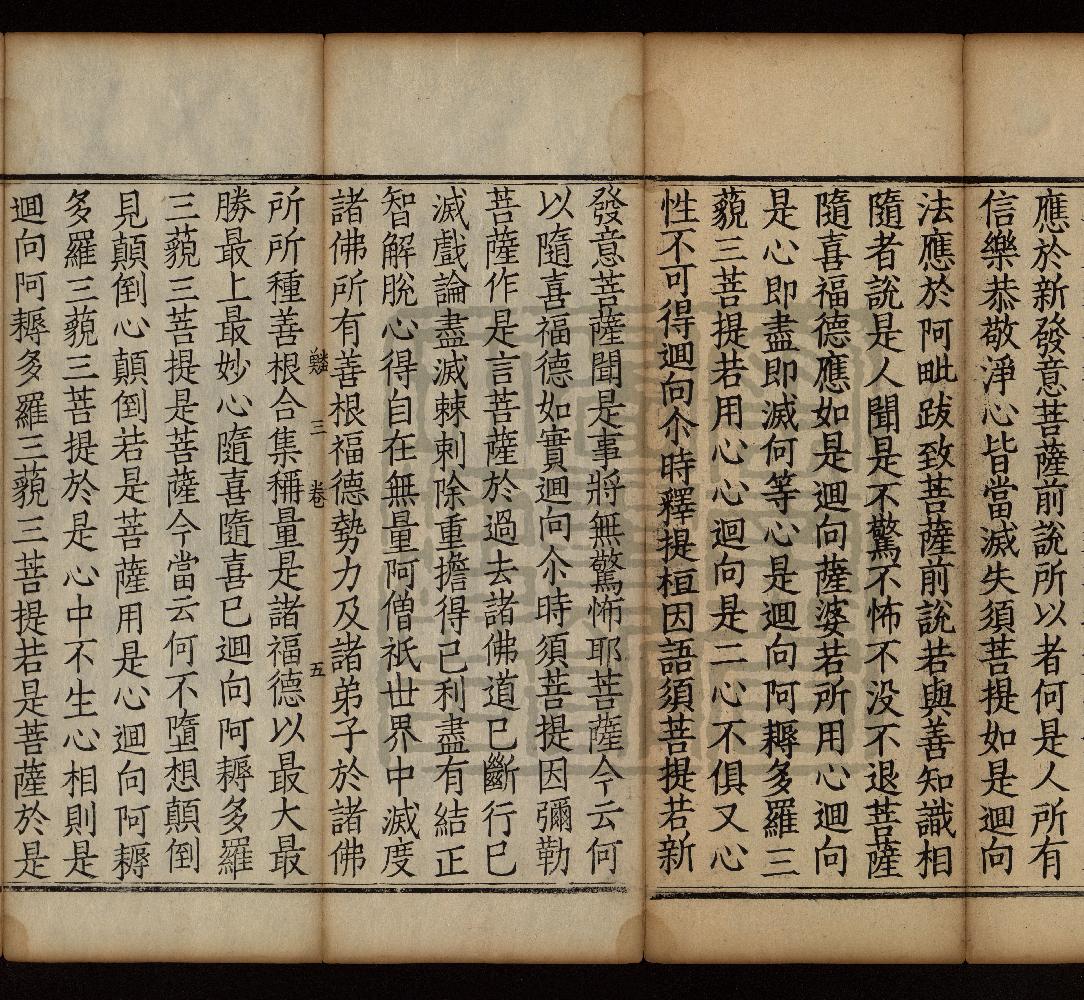 應於新發意菩薩前說所以者何是人所有
信樂恭敬淨心皆當滅失須菩提如是迴向
法應於阿毗跋致菩薩前說若與善知識相
隨者說是人聞是不驚不怖不没不退菩薩
隨喜福德應如是迴向薩婆若所用心迴向
是心即盡即滅何等心是迴向阿耨多羅三
藐三菩提若用心心迴向是二心不俱又心
性不可得迴向尒時釋提桓因語須菩提若新
發意菩薩聞是事將無驚怖耶菩薩今云何
以隨喜福德如實迴向尒時須菩提因彌勒
菩薩作是言菩薩於過去諸佛道已斷行已
滅戲論盡滅棘刺除重擔得己利盡有結正
智解脫心得自在無量阿僧祇世界中滅度
諸佛所有善根福德勢力及諸弟子於諸佛
三 卷 五
所所種善根合集稱量是諸福德以最大最
勝最上最妙心隨喜隨喜已迴向阿耨多羅
三藐三菩提是菩薩今當云何不墮想顛倒
見顛倒心顛倒若是菩薩用是心迴向阿耨
多羅三藐三菩提於是心中不生心相則是
迴向阿耨多羅三藐三菩提若是菩薩於是